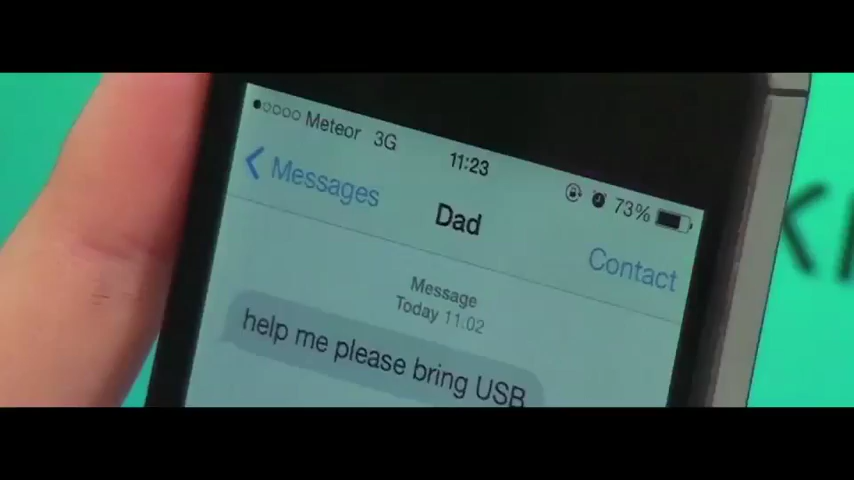 Meteor 3G 11:23 73%
Messages Dad Contact
Message
Today 11.02
help me please bring USB